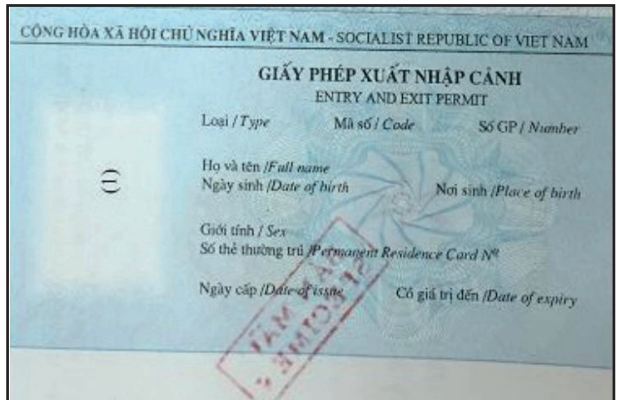 CỘNG HÒA XÃ HỘI CHỦ NGHĨA VIỆT NAM - SOCIALIST REPUBLIC OF VIET NAM
GIẤY PHÉP XUẤT NHẬP CẢNH
ENTRY AND EXIT PERMIT
Loại / Type Mã số / Code Số GP / Number
Họ và tên /Full name
Ngày sinh /Date of birth Nơi sinh /Place of birth
(1)
Giới tính / Sex
Số thẻ thường trú /Permanent Residence Card Nº
Ngày cấp /Date of issue Có giá trị đến /Date of expiry